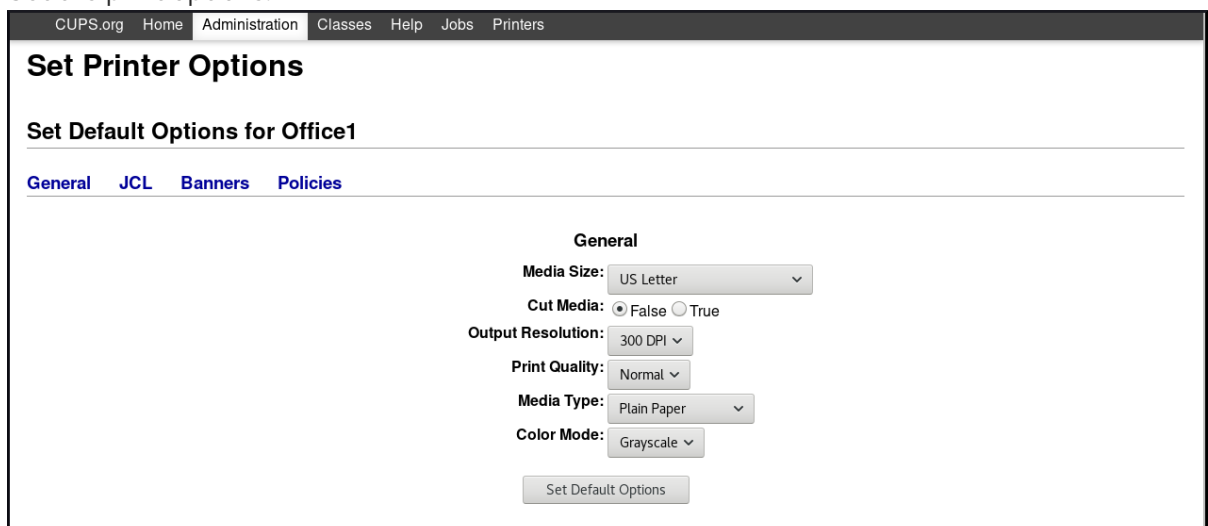 CUPS.org Home Administration Classes Help Jobs Printers
Set Printer Options
Set Default Options for Office1
General JCL Banners Policies
General
Media Size: US Letter
Cut Media: False True
Output Resolution: 300 DPI
Print Quality: Normal
Media Type: Plain Paper
Color Mode: Grayscale
Set Default Options